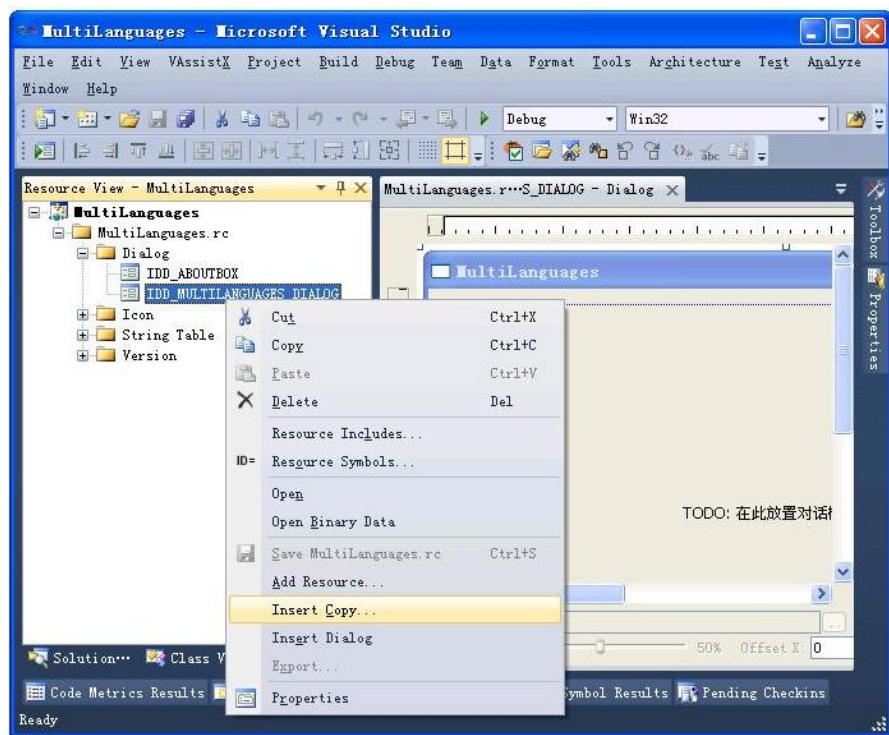 MultiLanguages - Microsoft Visual Studio
File Edit View VAssistX Project Build Debug Team Data Format Tools Architecture Test Analyze
Window Help
Debug Win32
Resource View - MultiLanguages
MultiLanguages.r…S_DIALOG - Dialog
MultiLanguages
MultiLanguages.rc
Dialog
IDD_ABOUTBOX
IDD_MULTILANGUAGES_DIALOG
Icon
String Table
Version
MultiLanguages
Cut Ctrl+X
Copy Ctrl+C
Paste Ctrl+V
Delete Del
Resource Includes...
ID= Resource Symbols...
Open
Open Binary Data
Save MultiLanguages.rc Ctrl+S
Add Resource...
Insert Copy...
Insert Dialog
Export...
Properties
TODO: 在此放置对话
Toolbox
Properties
50% Offset X: 0
Solution… Class V
Code Metrics Results
Symbol Results Pending Checkins
Ready